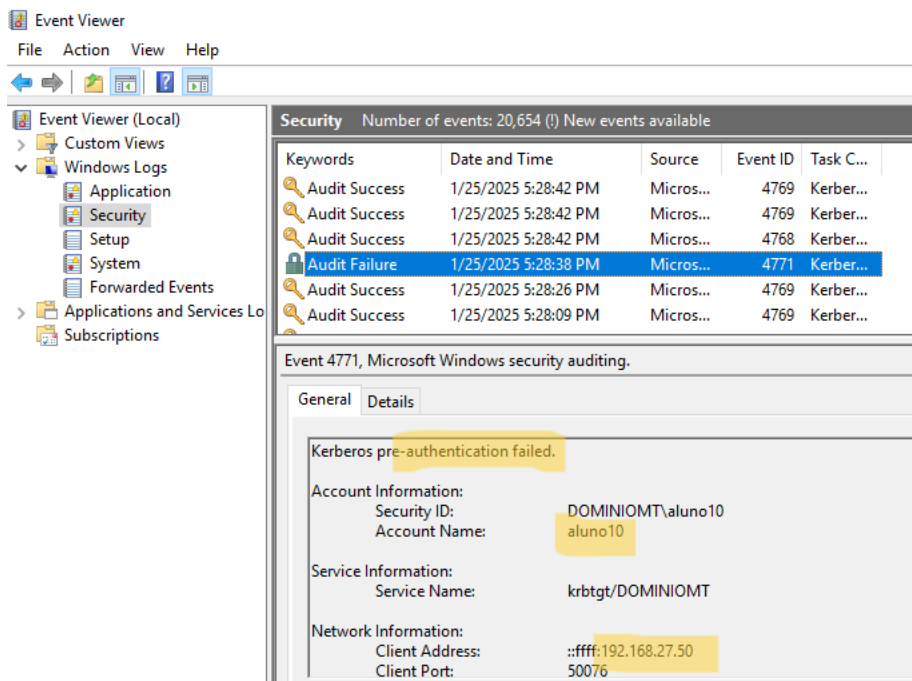 Event Viewer
File Action View Help
Event Viewer (Local)
Custom Views
Windows Logs
Application
Security
Setup
System
Forwarded Events
Applications and Services Lo
Subscriptions
Security Number of events: 20,654 (!) New events available
Keywords Date and Time Source Event ID Task C...
Audit Success 1/25/2025 5:28:42 PM Micros... 4769 Kerber...
Audit Success 1/25/2025 5:28:42 PM Micros... 4769 Kerber...
Audit Success 1/25/2025 5:28:42 PM Micros... 4768 Kerber...
Audit Failure 1/25/2025 5:28:38 PM Micros... 4771 Kerber...
Audit Success 1/25/2025 5:28:26 PM Micros... 4769 Kerber...
Audit Success 1/25/2025 5:28:09 PM Micros... 4769 Kerber...
Event 4771, Microsoft Windows security auditing.
General Details
Kerberos pre-authentication failed.
Account Information:
Security ID: DOMINIOMT\aluno10
Account Name: aluno10
Service Information:
Service Name: krbtgt/DOMINIOMT
Network Information:
Client Address: ::ffff:192.168.27.50
Client Port: 50076